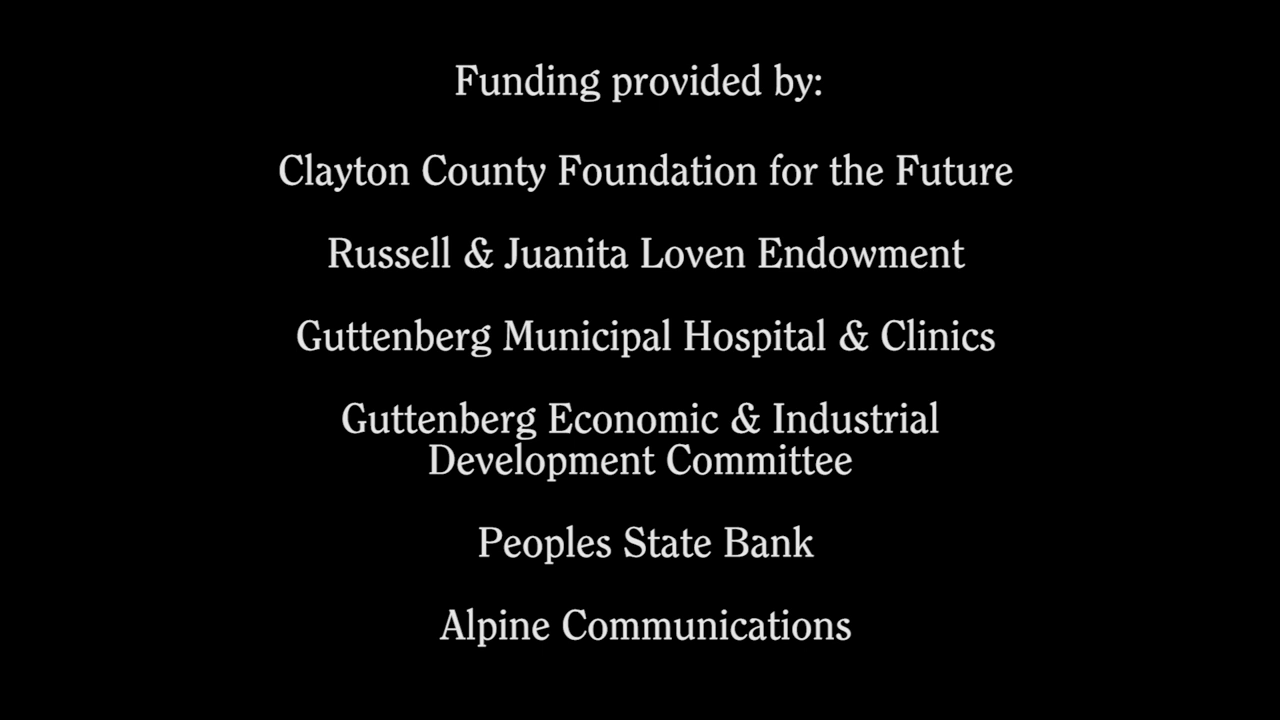 Funding provided by:
Clayton County Foundation for the Future
Russell & Juanita Loven Endowment
Guttenberg Municipal Hospital & Clinics
Guttenberg Economic & Industrial
Development Committee
Peoples State Bank
Alpine Communications